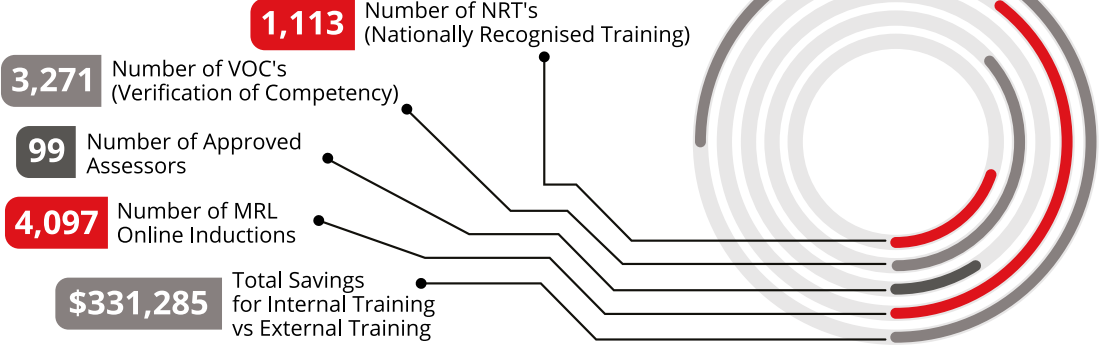 1,113
Number of NRT's
(Nationally Recognised Training)
3,271
Number of VOC's
(Verification of Competency)
99
Number of Approved
Assessors
4,097
Number of MRL
Online Inductions
$331,285
Total Savings
for Internal Training
vs External Training